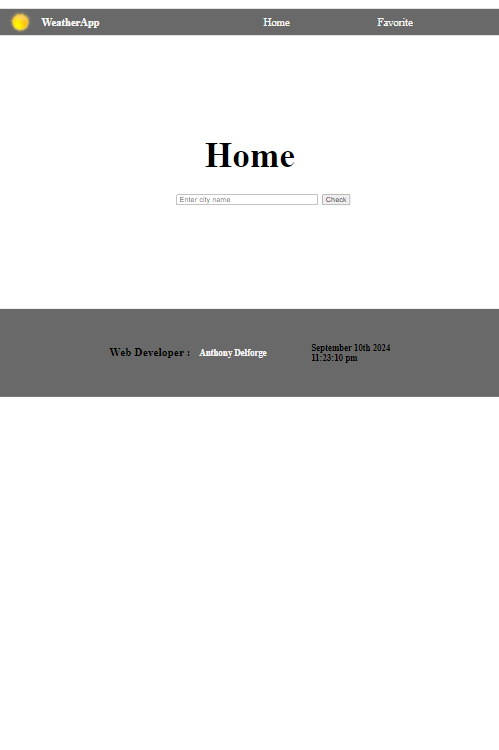 WeatherApp Home Favorite
Home
Enter city name Check
Web Developer : Anthony Delforge
September 10th 2024
11:23:10 pm